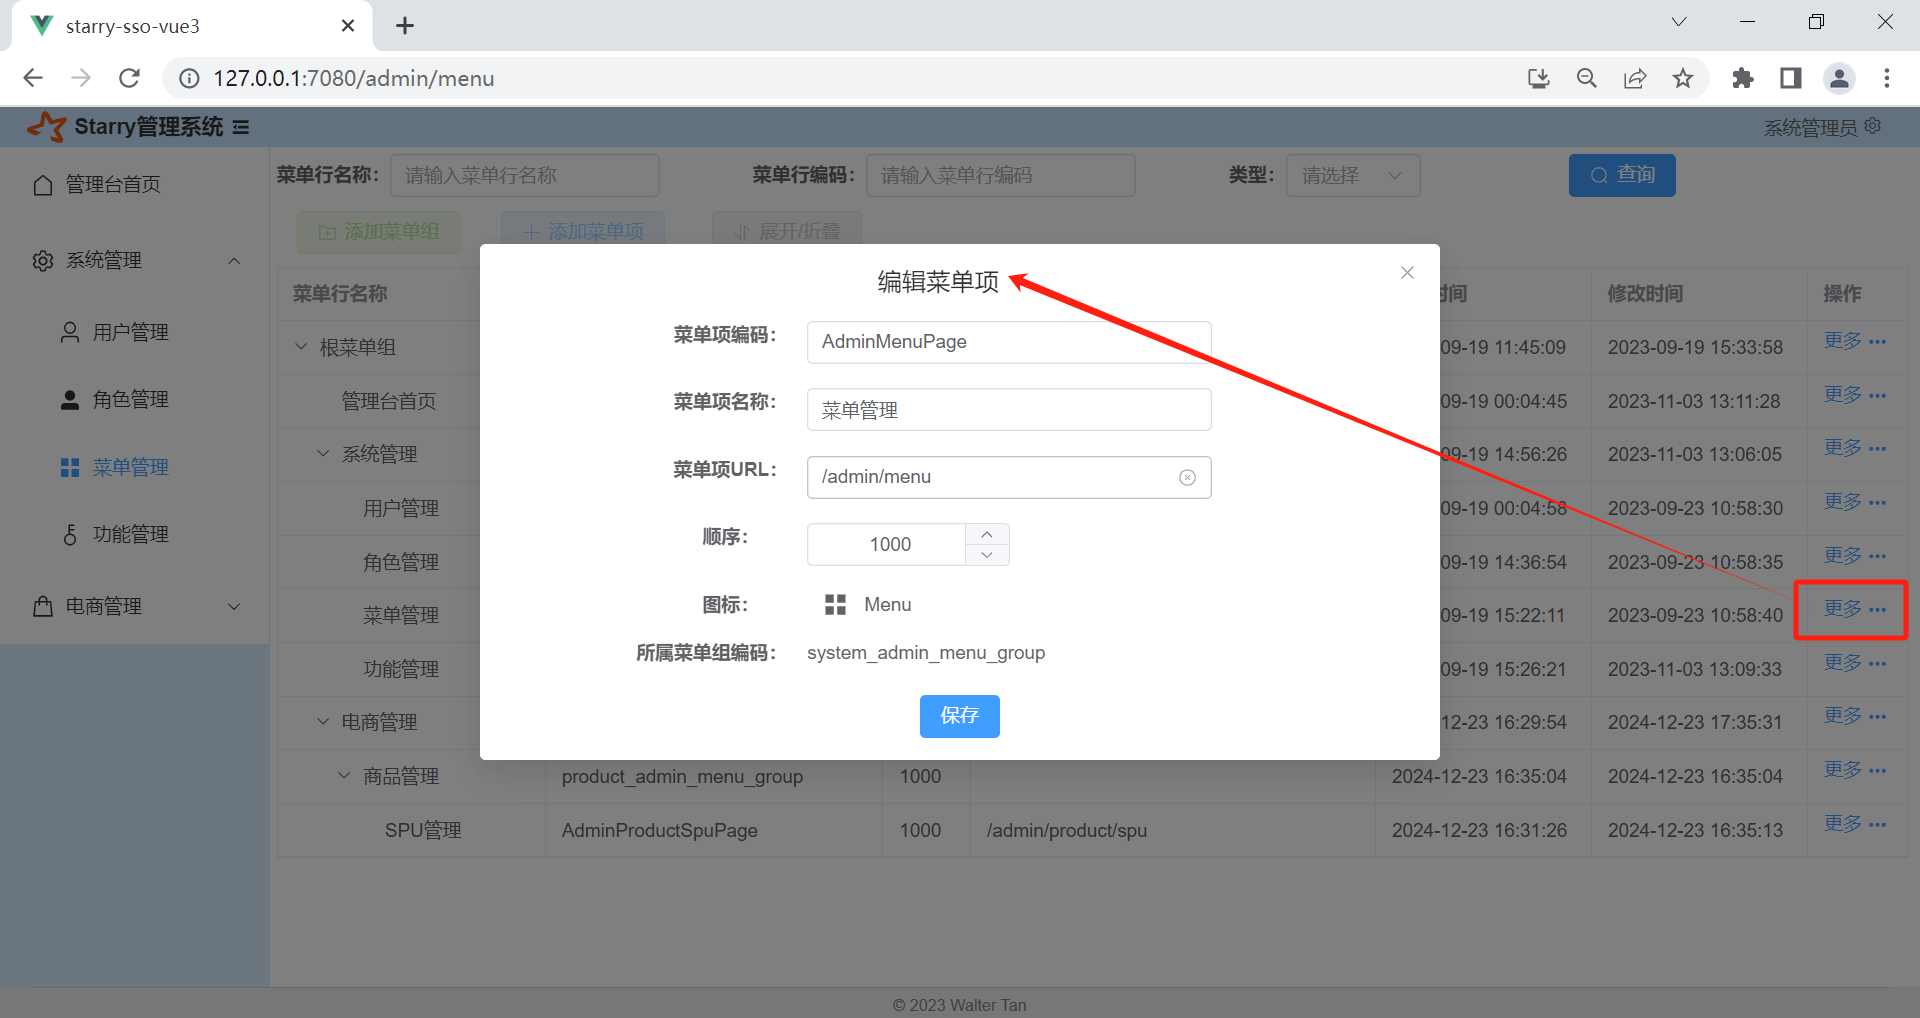 starry-sso-vue3
127.0.0.1:7080/admin/menu
Starry管理系统
系统管理员
管理台首页
系统管理
用户管理
角色管理
菜单管理
功能管理
电商管理
菜单行名称: 请输入菜单行名称 菜单行编码: 请输入菜单行编码 类型: 请选择 查询
添加菜单组 添加菜单项 展开/折叠
菜单行名称 时间 修改时间 操作
根菜单组 09-19 11:45:09 2023-09-19 15:33:58 更多
管理台首页 09-19 00:04:45 2023-11-03 13:11:28 更多
系统管理 09-19 14:56:26 2023-11-03 13:06:05 更多
用户管理 09-19 00:04:58 2023-09-23 10:58:30 更多
角色管理 09-19 14:36:54 2023-09-23 10:58:35 更多
菜单管理 09-19 15:22:11 2023-09-23 10:58:40 更多
功能管理 09-19 15:26:21 2023-11-03 13:09:33 更多
电商管理 12-23 16:29:54 2024-12-23 17:35:31 更多
商品管理 product_admin_menu_group 1000 2024-12-23 16:35:04 2024-12-23 16:35:04 更多
SPU管理 AdminProductSpuPage 1000 /admin/product/spu 2024-12-23 16:31:26 2024-12-23 16:35:13 更多
编辑菜单项
菜单项编码: AdminMenuPage
菜单项名称: 菜单管理
菜单项URL: /admin/menu
顺序: 1000
图标: Menu
所属菜单组编码: system_admin_menu_group
保存
© 2023 Walter Tan